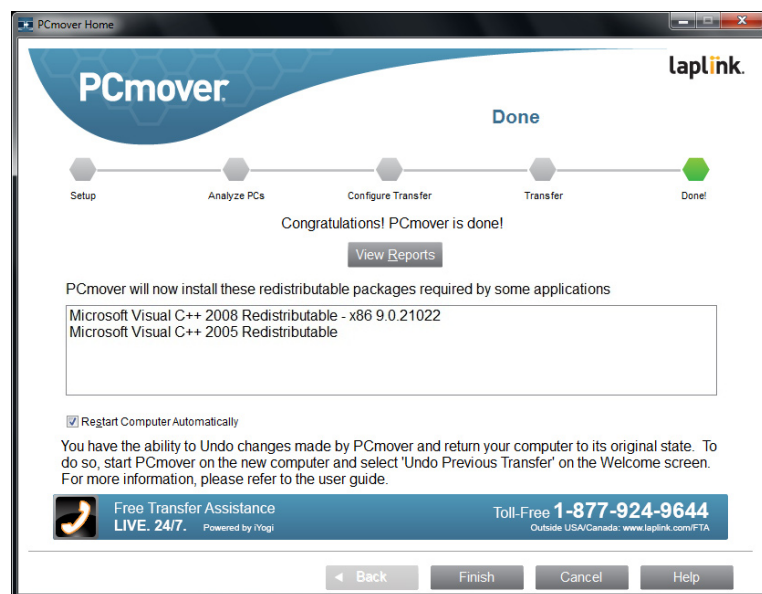 PCmover Home
laplink.
PCmover.
Done
Setup
Analyze PCs
Configure Transfer
Transfer
Done!
Congratulations! PCmover is done!
View Reports
PCmover will now install these redistributable packages required by some applications
Microsoft Visual C++ 2008 Redistributable - x86 9.0.21022
Microsoft Visual C++ 2005 Redistributable
Restart Computer Automatically
You have the ability to Undo changes made by PCmover and return your computer to its original state. To
do so, start PCmover on the new computer and select 'Undo Previous Transfer' on the Welcome screen.
For more information, please refer to the user guide.
Free Transfer Assistance
LIVE. 24/7. Powered by iYogi
Toll-Free 1-877-924-9644
Outside USA/Canada: www.laplink.com/FTA
Back
Finish
Cancel
Help